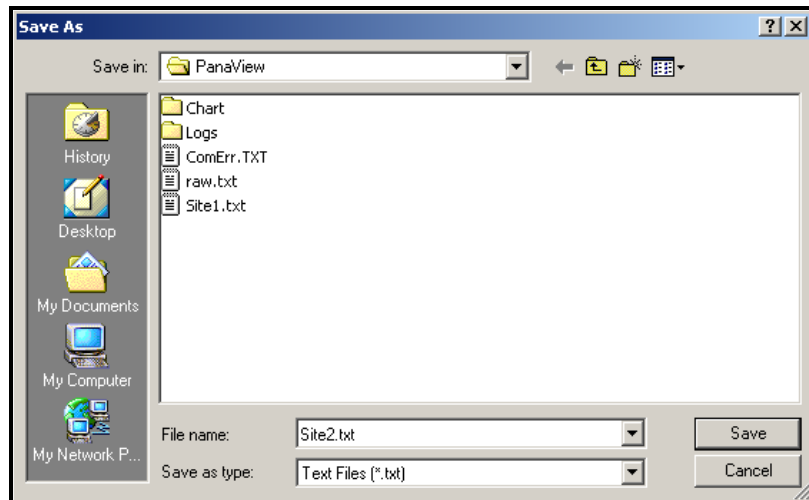 Save As
Save in: PanaView
History
Desktop
My Documents
My Computer
My Network P...
Chart
Logs
ComErr.TXT
raw.txt
Site1.txt
File name: Site2.txt Save
Save as type: Text Files (*.txt) Cancel